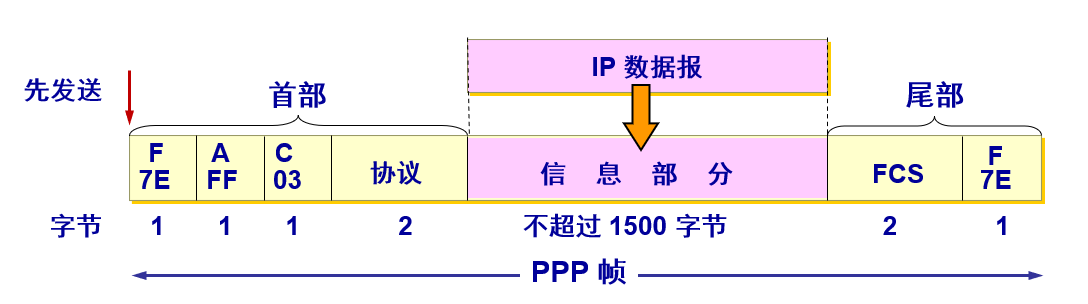 IP 数据报
先发送
首部
尾部
F A C F
7E FF 03 协议 信 息 部 分 FCS 7E
字节 1 1 1 2 不超过 1500 字节 2 1
PPP 帧